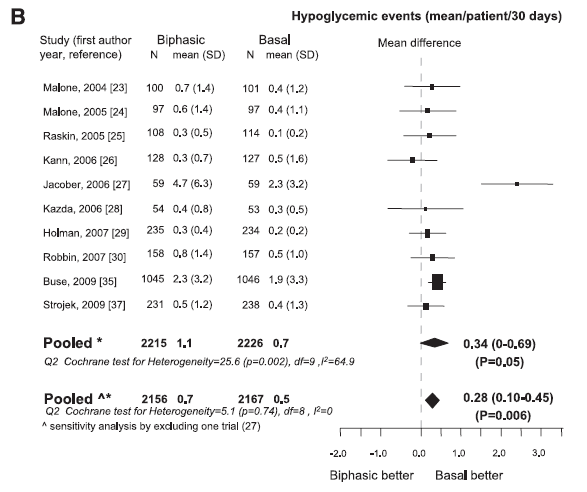 B
Hypoglycemic events (mean/patient/30 days)
Study (first author Biphasic Basal Mean difference
year, reference) N mean (SD) N mean (SD)
Malone, 2004 [23] 100 0.7 (1.4) 101 0.4 (1.2)
Malone, 2005 [24] 97 0.6 (1.4) 97 0.4 (1.1)
Raskin, 2005 [25] 108 0.3 (0.5) 114 0.1 (0.2)
Kann, 2006 [26] 128 0.3 (0.7) 127 0.5 (1.6)
Jacober, 2006 [27] 59 4.7 (6.3) 59 2.3 (3.2)
Kazda, 2006 [28] 54 0.4 (0.8) 53 0.3 (0.5)
Holman, 2007 [29] 235 0.3 (0.4) 234 0.2 (0.2)
Robbin, 2007 [30] 158 0.8 (1.4) 157 0.5 (1.0)
Buse, 2009 [35] 1045 2.3 (3.2) 1046 1.9 (3.3)
Strojek, 2009 [37] 231 0.5 (1.2) 238 0.4 (1.3)
Pooled * 2215 1.1 2226 0.7 0.34 (0-0.69)
Q2 Cochrane test for Heterogeneity=25.6 (p=0.002), df=9 ,I²=64.9 (P=0.05)
Pooled ^* 2156 0.7 2167 0.5 0.28 (0.10-0.45)
Q2 Cochrane test for Heterogeneity=5.1 (p=0.74), df=8 , I²=0 (P=0.006)
^ sensitivity analysis by excluding one trial (27)
-2.0 -1.0 0.0 1.0 2.0 3.0
Biphasic better Basal better